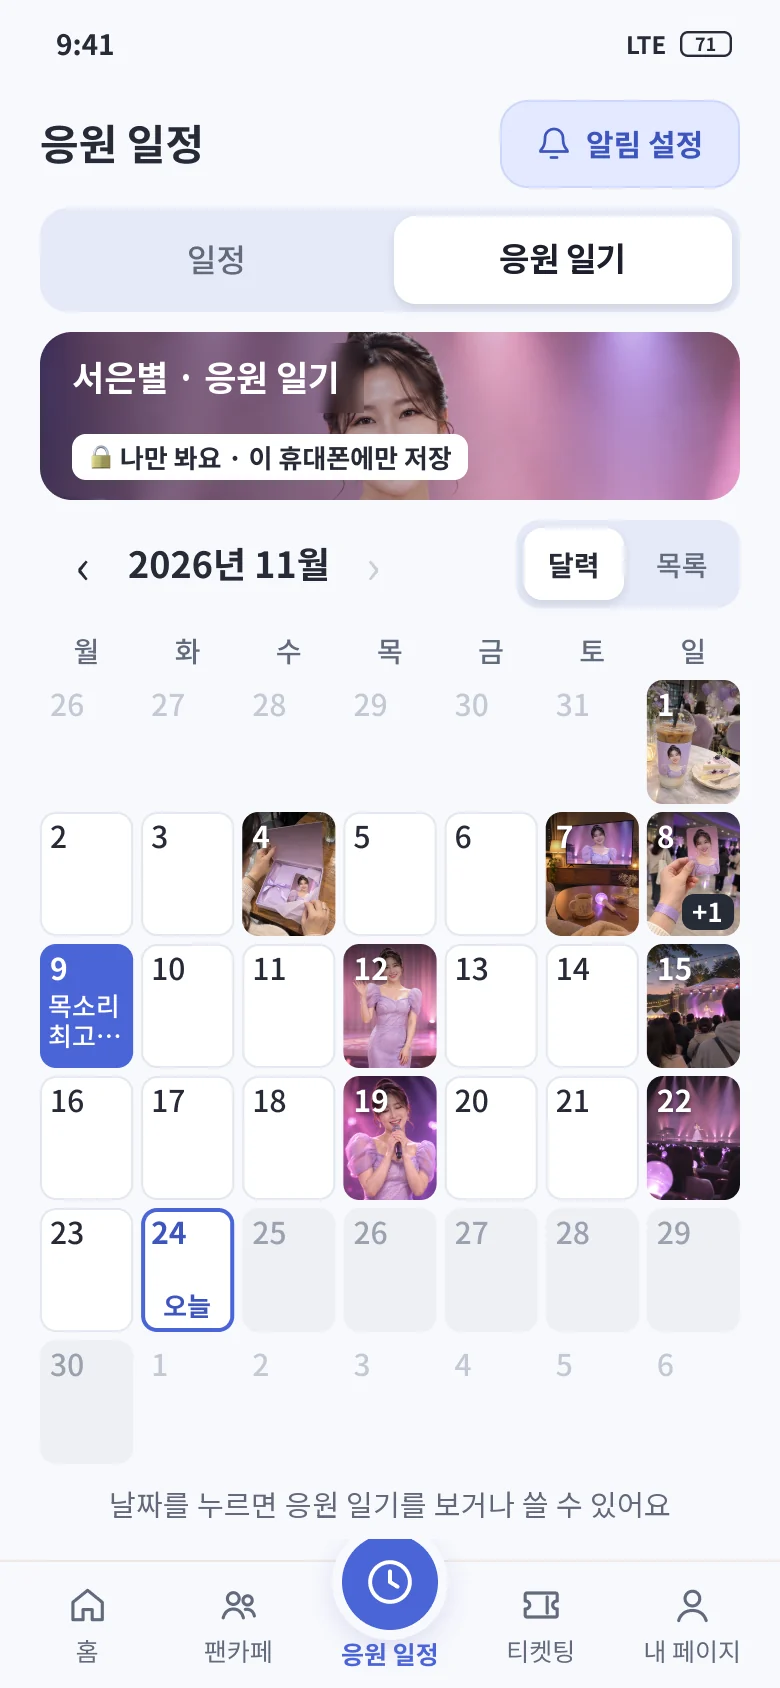 9:41
LTE 71
응원 일정
알림 설정
일정
응원 일기
서은별 · 응원 일기
🔒 나만 봐요 · 이 휴대폰에만 저장
‹ 2026년 11월 ›
달력 목록
월 화 수 목 금 토 일
26 27 28 29 30 31 1
2 3 4 5 6 7 8
+1
9 10 11 12 13 14 15
목소리
최고…
16 17 18 19 20 21 22
23 24 25 26 27 28 29
오늘
30 1 2 3 4 5 6
날짜를 누르면 응원 일기를 보거나 쓸 수 있어요
홈 팬카페 응원 일정 티켓팅 내 페이지